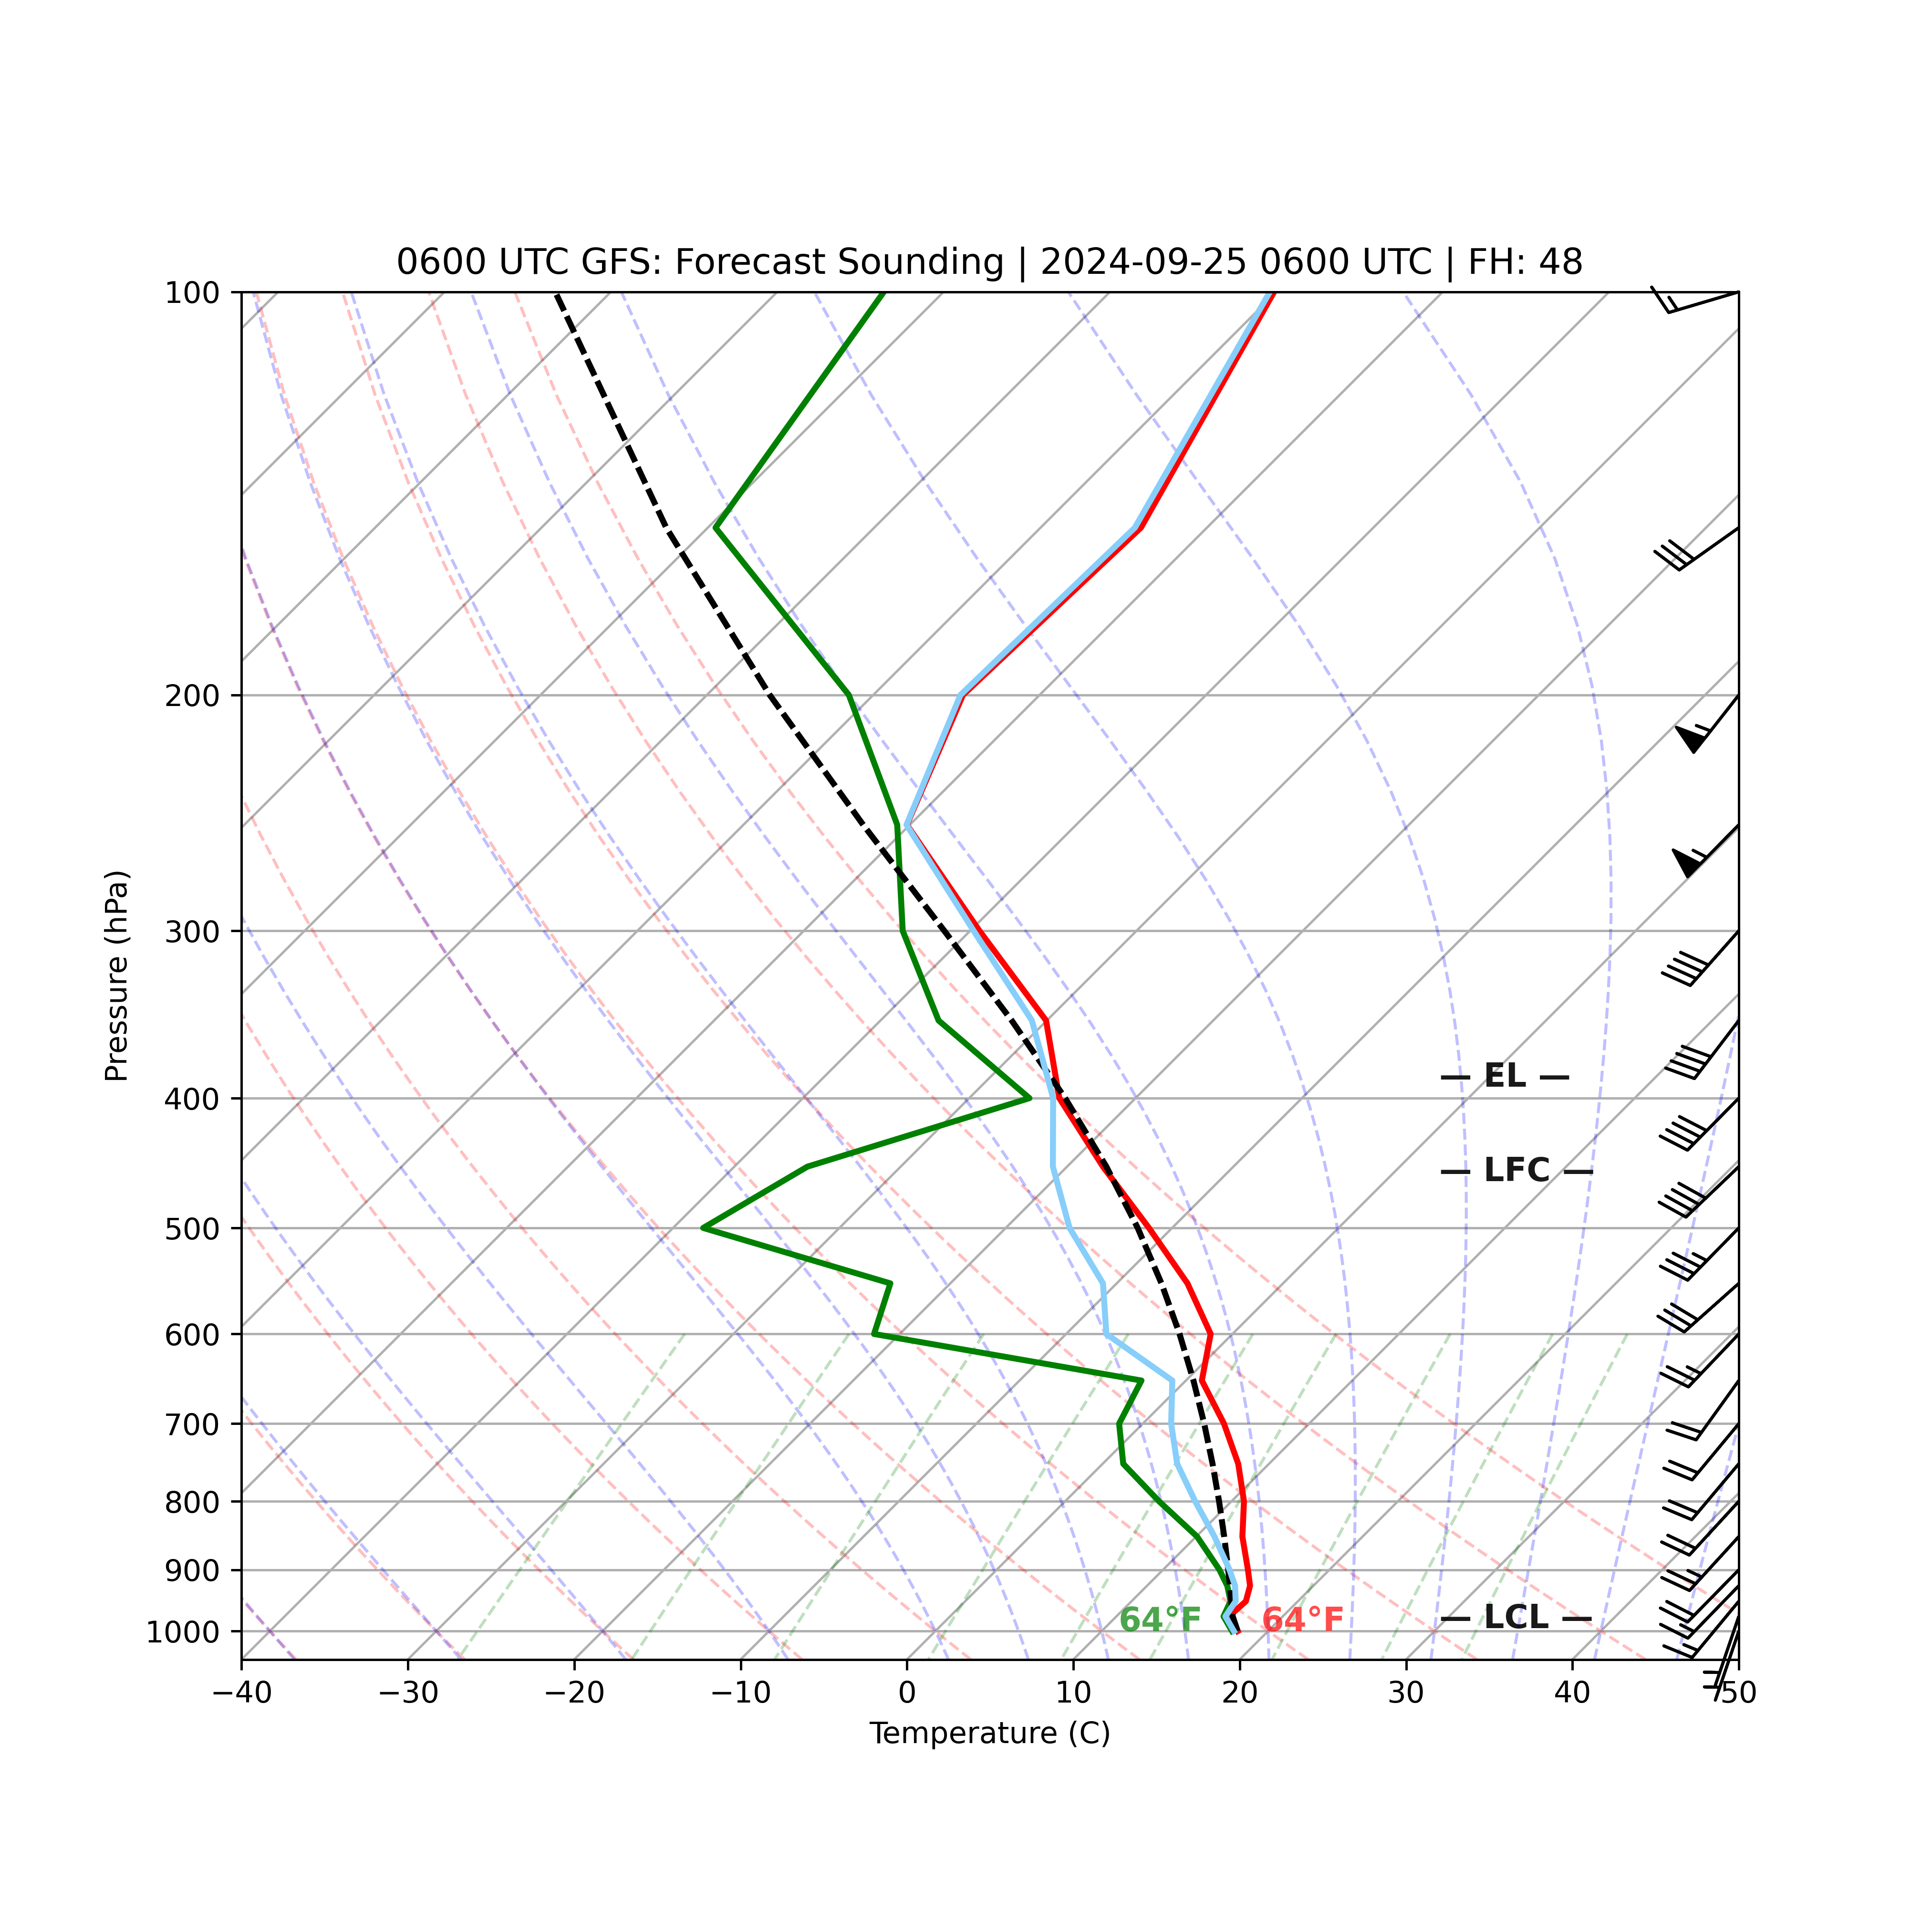 0600 UTC GFS: Forecast Sounding | 2024-09-25 0600 UTC | FH: 48
100
200
300
400
500
600
700
800
900
1000
Pressure (hPa)
— EL —
— LFC —
— LCL —
64°F 64°F
−40 −30 −20 −10 0 10 20 30 40 50
Temperature (C)